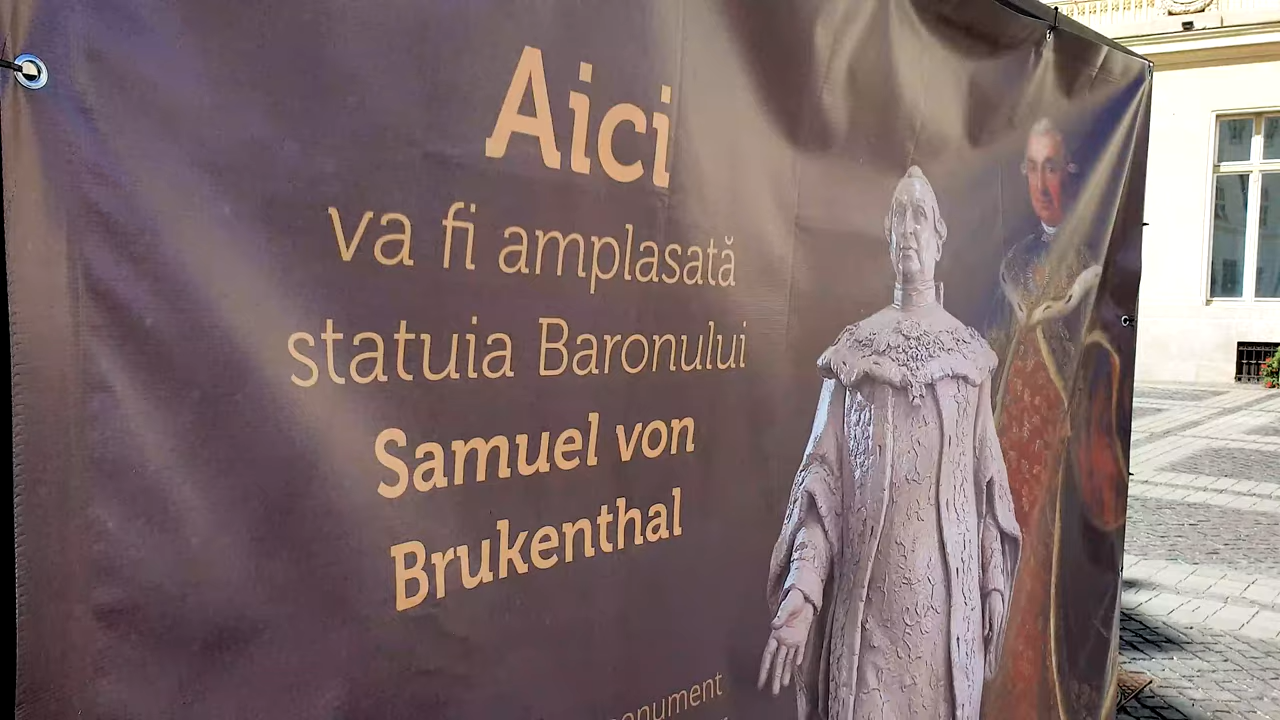 Aici
va fi amplasată
statuia Baronului
Samuel von
Brukenthal